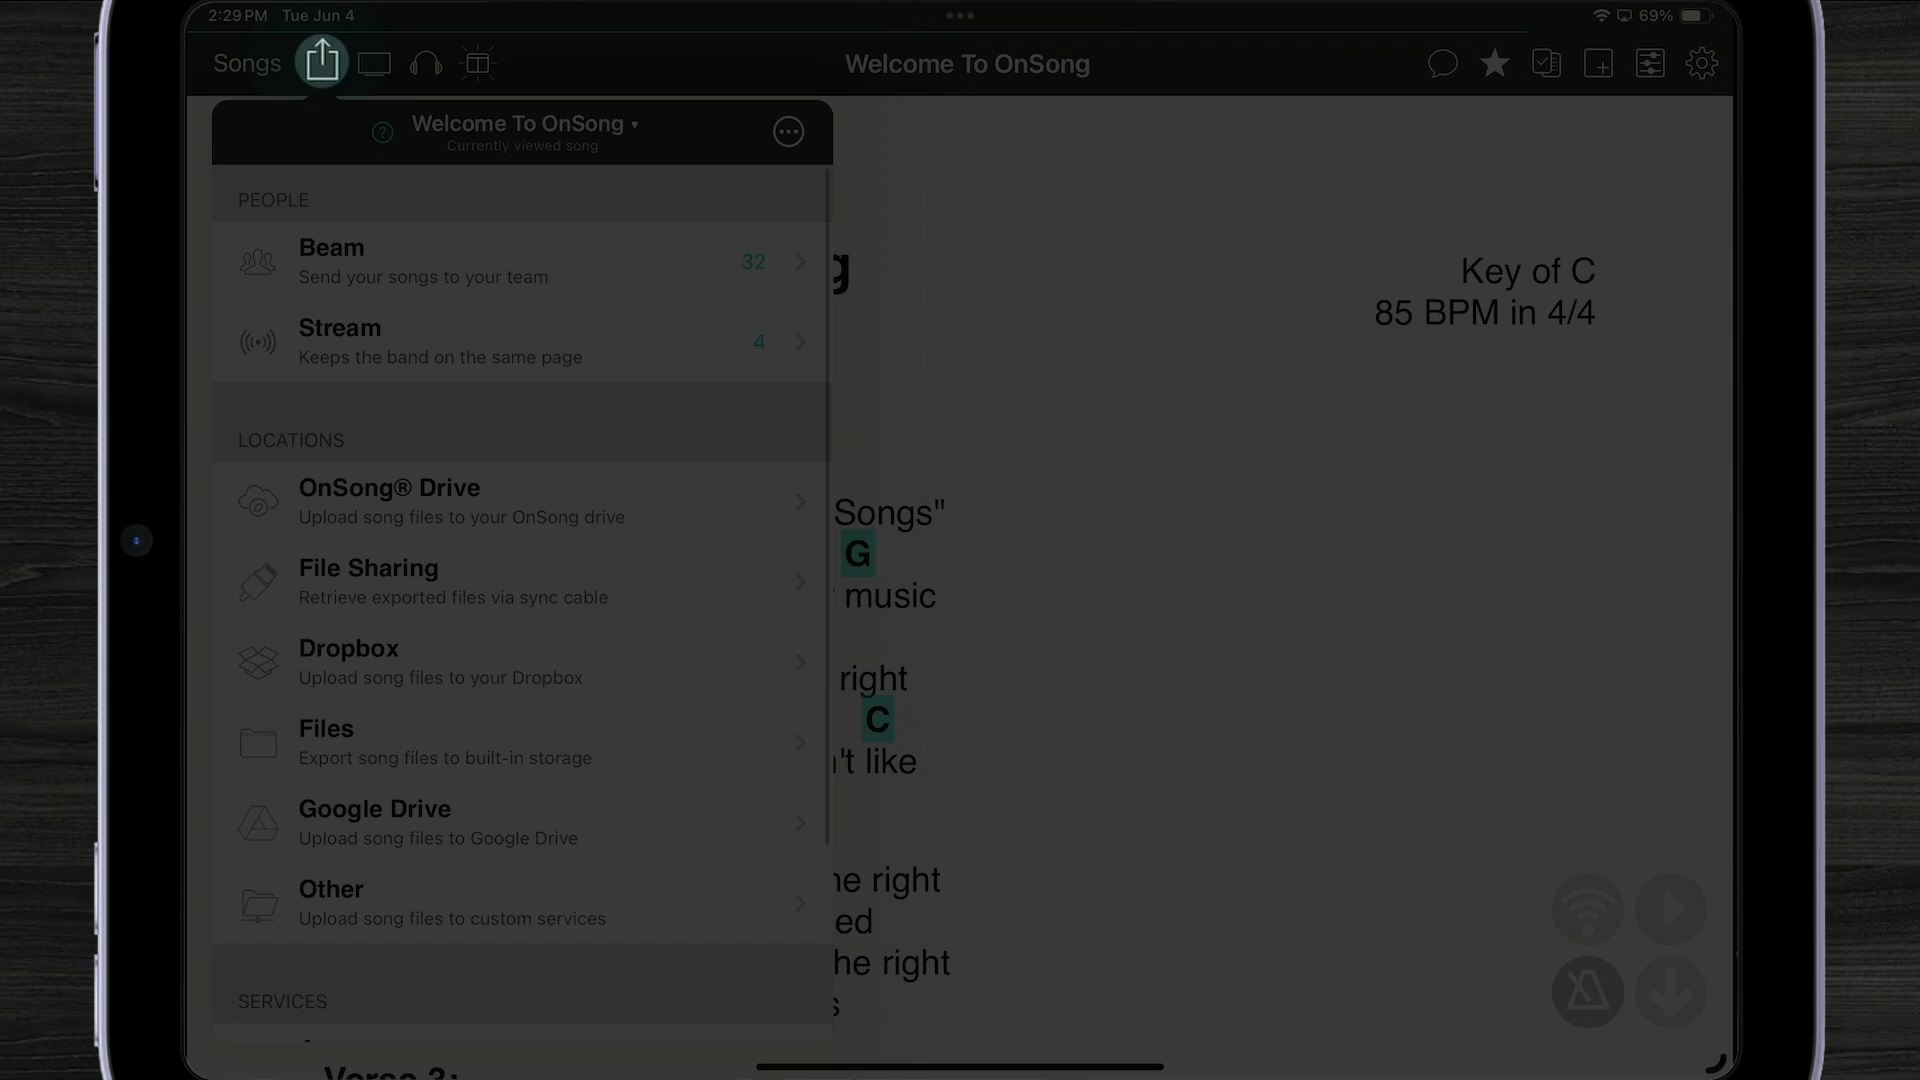 2:29 PM Tue Jun 4
69%
Songs
Welcome To OnSong
Welcome To OnSong ▾
Currently viewed song
PEOPLE
Beam
32
Send your songs to your team
Stream
4
Keeps the band on the same page
LOCATIONS
OnSong® Drive
Upload song files to your OnSong drive
File Sharing
Retrieve exported files via sync cable
Dropbox
Upload song files to your Dropbox
Files
Export song files to built-in storage
Google Drive
Upload song files to Google Drive
Other
Upload song files to custom services
SERVICES
g
Key of C
85 BPM in 4/4
Songs"
G
music
right
C
't like
he right
ed
he right
s
Verse 3: